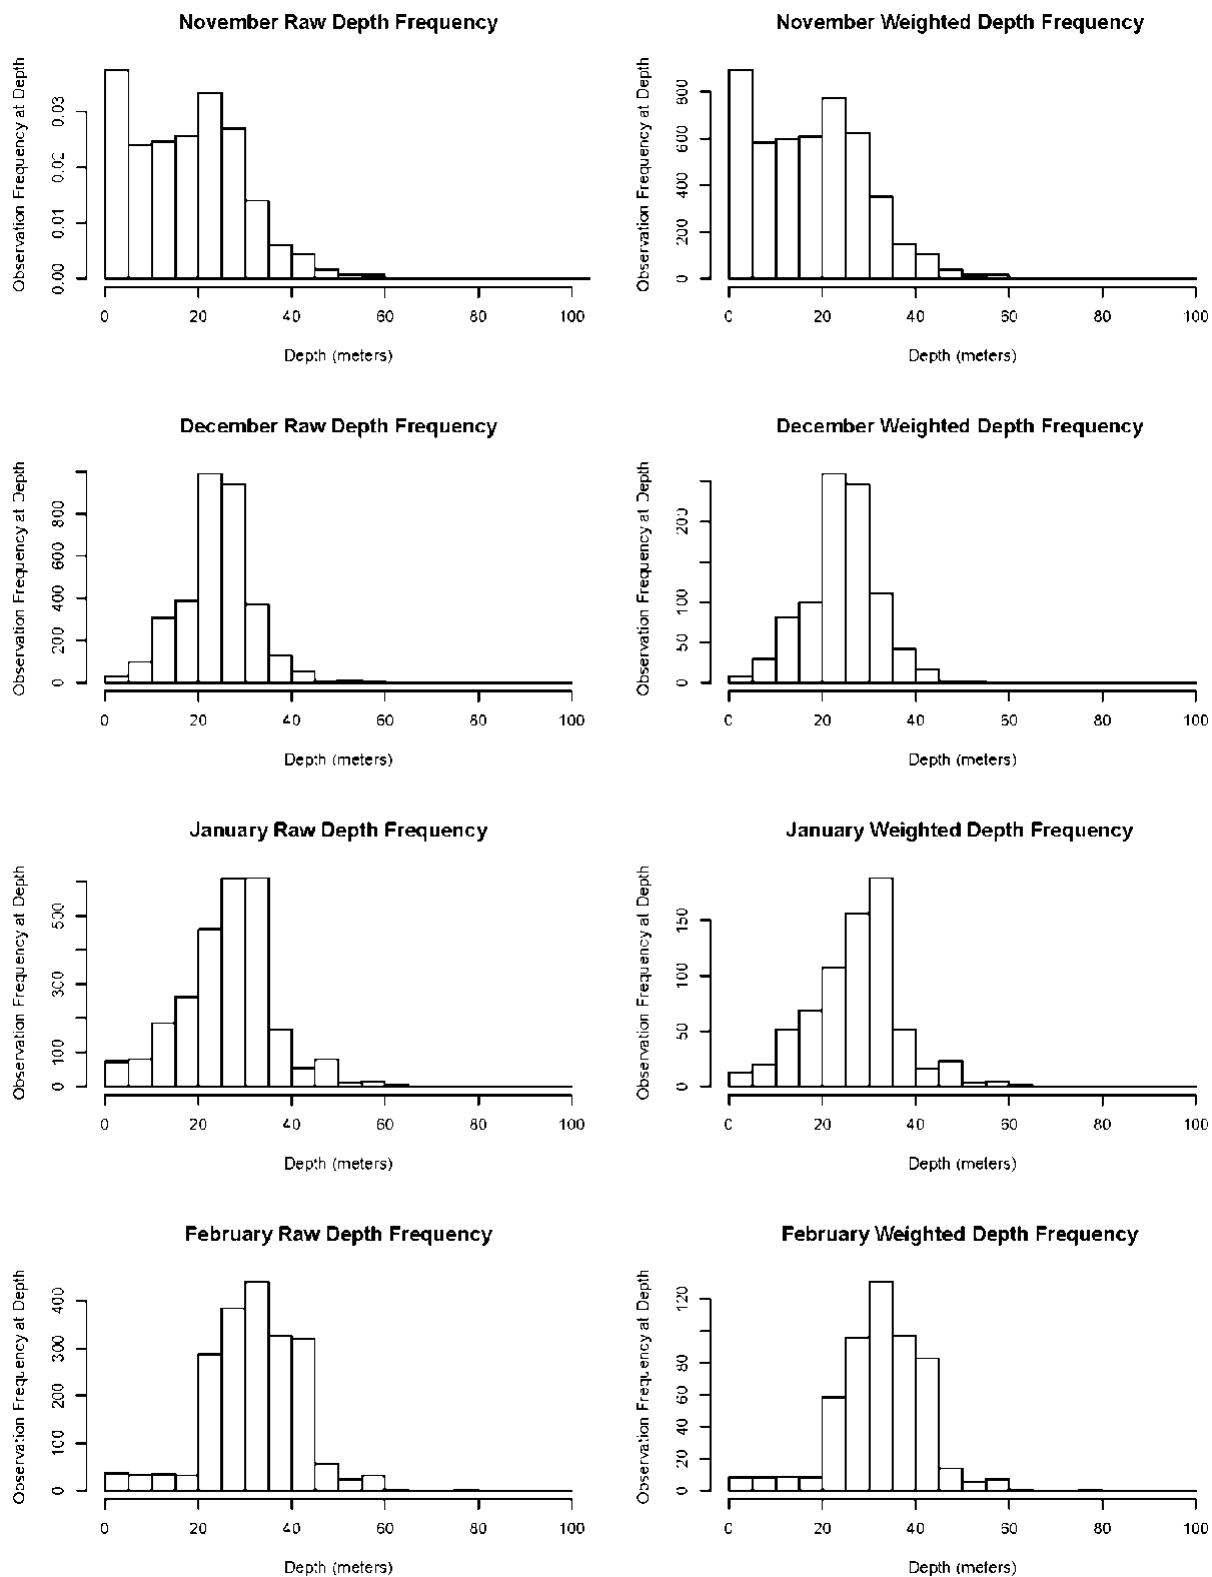 November Raw Depth Frequency
Observation Frequency at Depth
0.00 0.01 0.02 0.03
0 20 40 60 80 100
Depth (meters)
November Weighted Depth Frequency
Observation Frequency at Depth
0 200 400 600 800
0 20 40 60 80 100
Depth (meters)
December Raw Depth Frequency
Observation Frequency at Depth
0 200 400 600 800
0 20 40 60 80 100
Depth (meters)
December Weighted Depth Frequency
Observation Frequency at Depth
0 50 100 200
0 20 40 60 80 100
Depth (meters)
January Raw Depth Frequency
Observation Frequency at Depth
0 100 300 500
0 20 40 60 80 100
Depth (meters)
January Weighted Depth Frequency
Observation Frequency at Depth
0 50 100 150
0 20 40 60 80 100
Depth (meters)
February Raw Depth Frequency
Observation Frequency at Depth
0 100 200 300 400
0 20 40 60 80 100
Depth (meters)
February Weighted Depth Frequency
Observation Frequency at Depth
0 20 40 60 80 120
0 20 40 60 80 100
Depth (meters)